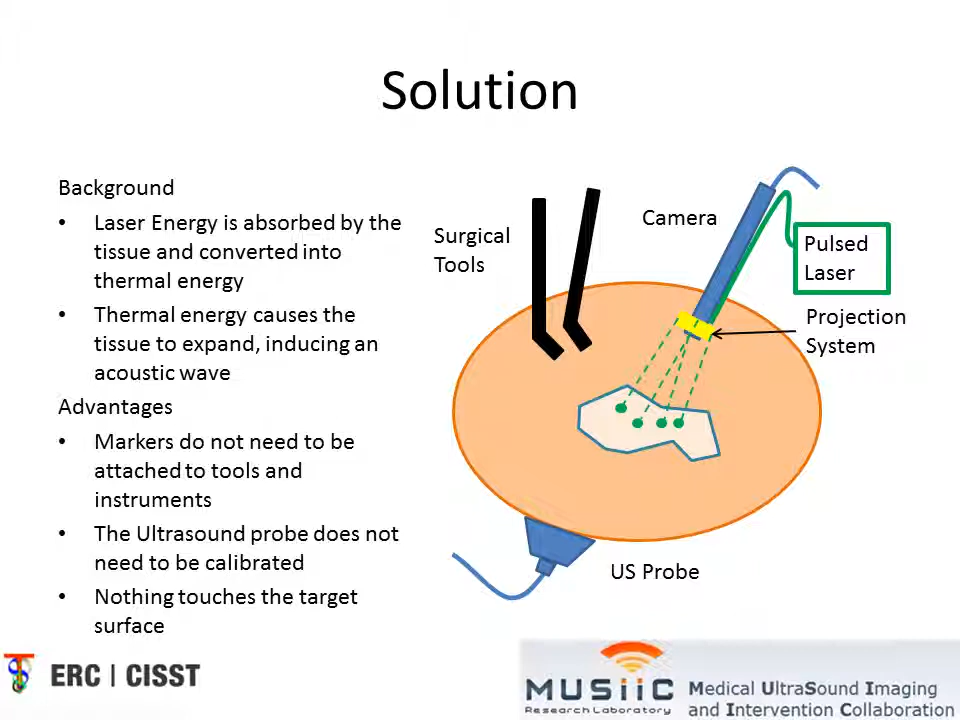 Solution
Background
• Laser Energy is absorbed by the
tissue and converted into
thermal energy
• Thermal energy causes the
tissue to expand, inducing an
acoustic wave
Advantages
• Markers do not need to be
attached to tools and
instruments
• The Ultrasound probe does not
need to be calibrated
• Nothing touches the target
surface
Surgical
Tools
Camera
Pulsed
Laser
Projection
System
US Probe
ERC | CISST
MUSiiC
Research Laboratory
Medical UltraSound Imaging
and Intervention Collaboration